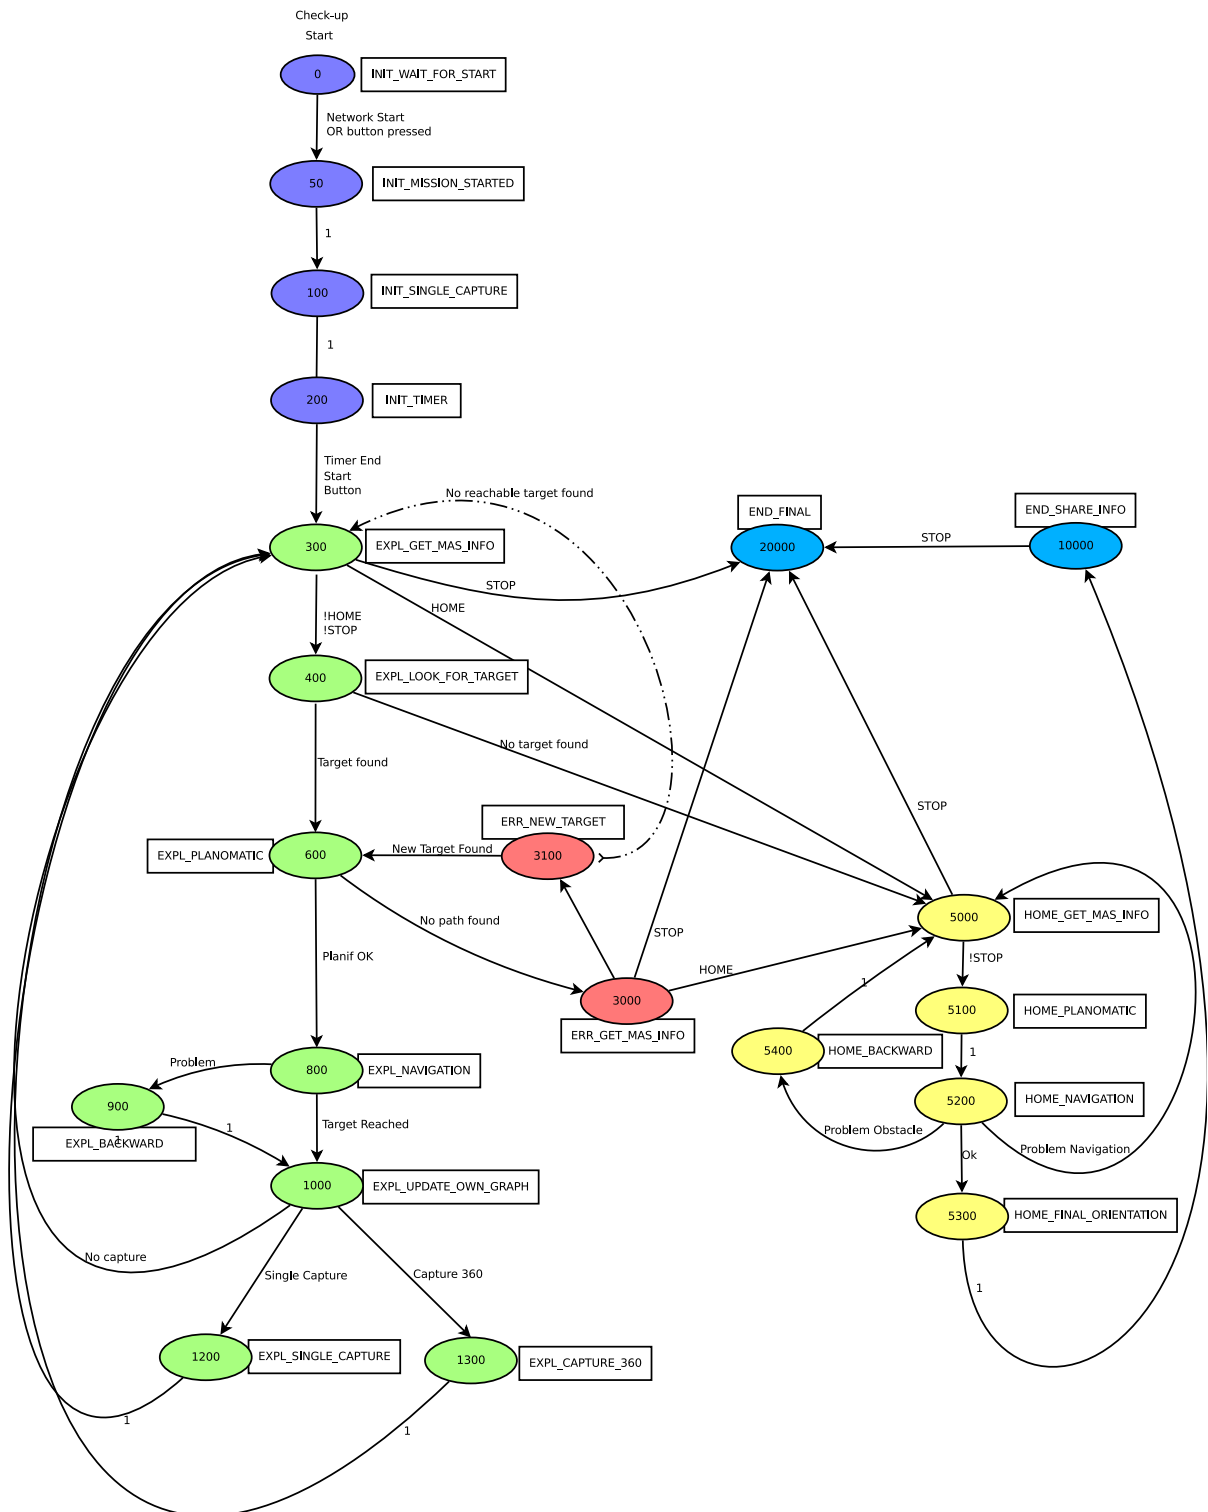 Check-up
Start
0
INIT_WAIT_FOR_START
Network Start
OR button pressed
50
INIT_MISSION_STARTED
1
100
INIT_SINGLE_CAPTURE
1
200
INIT_TIMER
Timer End
Start
Button
No reachable target found
END_FINAL
END_SHARE_INFO
300
EXPL_GET_MAS_INFO
20000
STOP
10000
STOP
HOME
!HOME
!STOP
400
EXPL_LOOK_FOR_TARGET
No target found
Target found
STOP
ERR_NEW_TARGET
EXPL_PLANOMATIC
600
New Target Found
3100
5000
HOME_GET_MAS_INFO
No path found
STOP
Planif OK
!STOP
HOME
1
3000
ERR_GET_MAS_INFO
5100
HOME_PLANOMATIC
5400
HOME_BACKWARD
1
Problem
800
EXPL_NAVIGATION
5200
HOME_NAVIGATION
900
EXPL_BACKWARD
1
1
Target Reached
Problem Obstacle
Ok
Problem Navigation
1000
EXPL_UPDATE_OWN_GRAPH
5300
HOME_FINAL_ORIENTATION
No capture
Single Capture
Capture 360
1
1200
EXPL_SINGLE_CAPTURE
1300
EXPL_CAPTURE_360
1
1